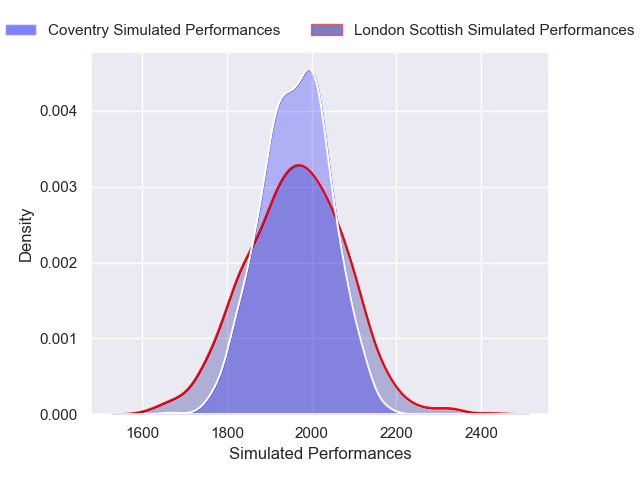 Coventry Simulated Performances London Scottish Simulated Performances
0.004
0.003
0.002
0.001
0.000
Density
1600 1800 2000 2200 2400
Simulated Performances